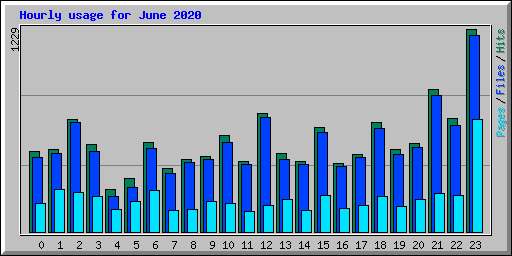 Hourly usage for June 2020
1229
Pages/Files/Hits
0 1 2 3 4 5 6 7 8 9 10 11 12 13 14 15 16 17 18 19 20 21 22 23